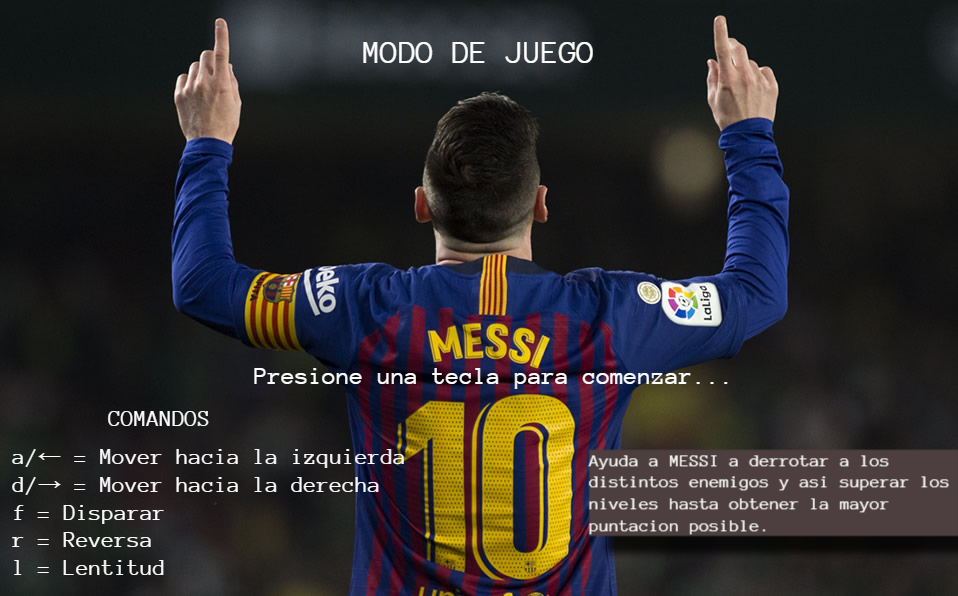 MODO DE JUEGO
beko
LaLiga
MESSI
Presione una tecla para comenzar...
10
COMANDOS
a/← = Mover hacia la izquierda
d/→ = Mover hacia la derecha
f = Disparar
r = Reversa
l = Lentitud
Ayuda a MESSI a derrotar a los
distintos enemigos y asi superar los
niveles hasta obtener la mayor
puntacion posible.